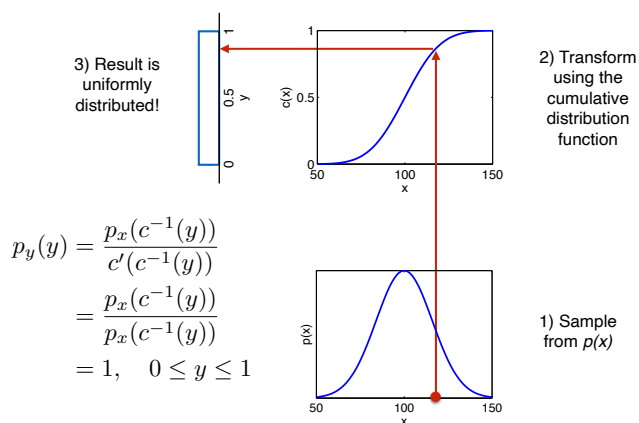 3) Result is
uniformly
distributed!
0
0.5
1
y
1
0.5
0
c(x)
50
100
150
x
2) Transform
using the
cumulative
distribution
function
p_y(y) = p_x(c^{-1}(y)) / c'(c^{-1}(y))
= p_x(c^{-1}(y)) / p_x(c^{-1}(y))
= 1, 0 ≤ y ≤ 1
p(x)
50
100
150
x
1) Sample
from p(x)